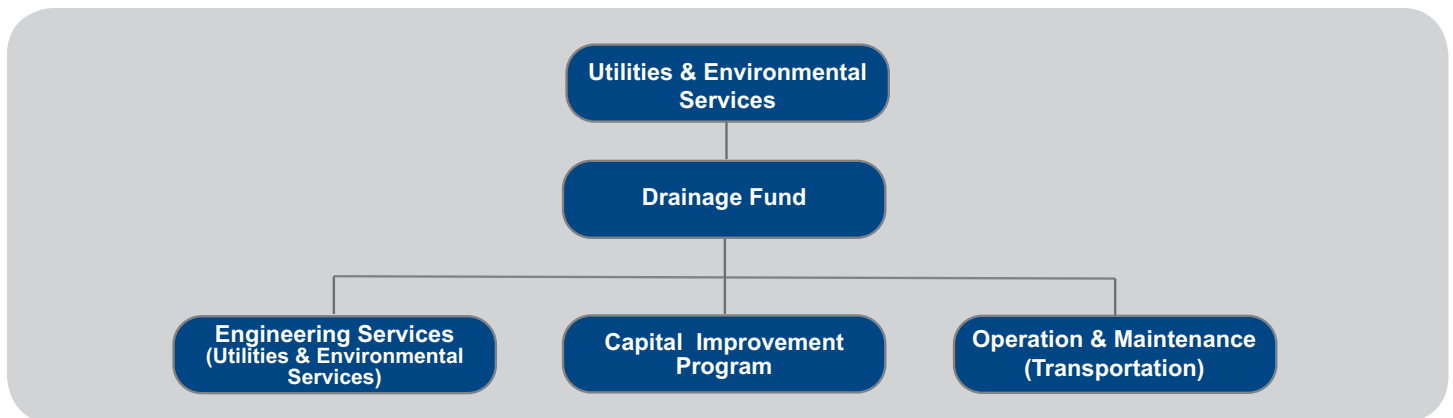 Utilities & Environmental
Services
Drainage Fund
Engineering Services
(Utilities & Environmental
Services)
Capital Improvement
Program
Operation & Maintenance
(Transportation)